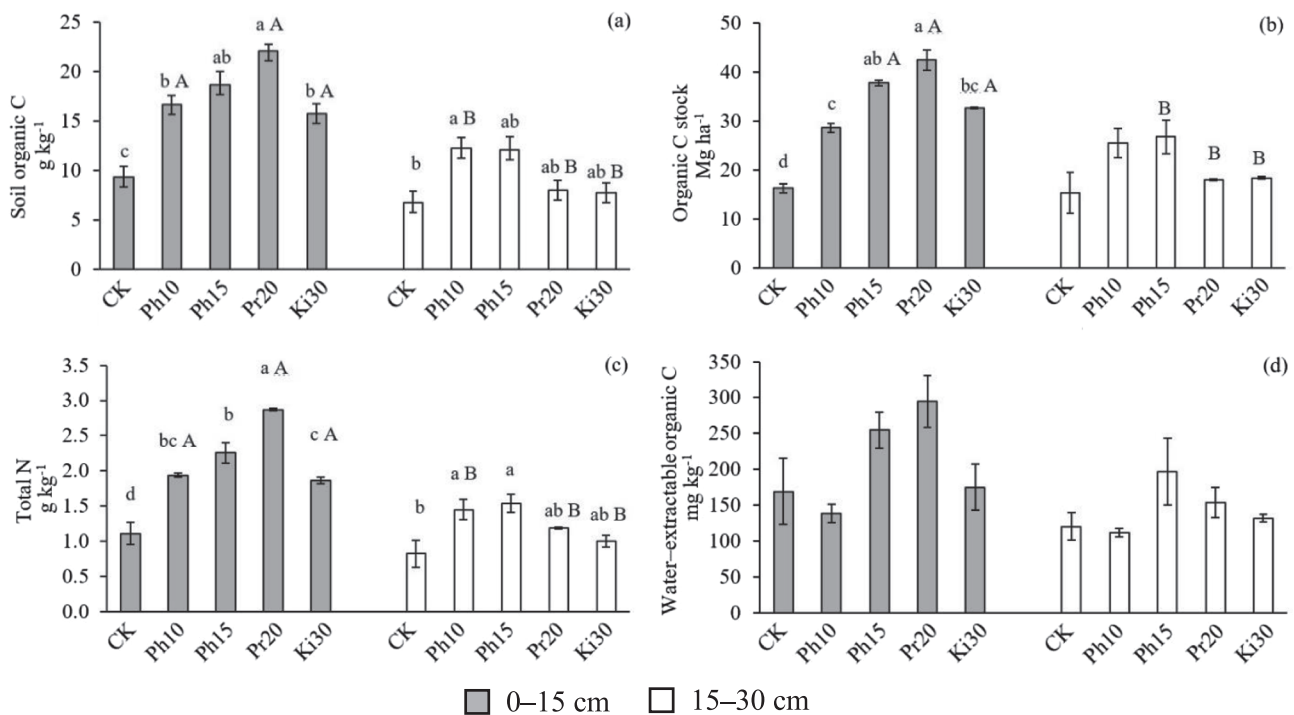 (a)
Soil organic C
g kg⁻¹
25
20
15
10
5
0
c
b A
ab
a A
b A
b
a B
ab
ab B
ab B
CK
Ph10
Ph15
Pr20
Ki30
CK
Ph10
Ph15
Pr20
Ki30
(b)
Organic C stock
Mg ha⁻¹
50
40
30
20
10
0
d
c
ab A
a A
bc A
B
B
B
CK
Ph10
Ph15
Pr20
Ki30
CK
Ph10
Ph15
Pr20
Ki30
(c)
Total N
g kg⁻¹
3.5
3.0
2.5
2.0
1.5
1.0
0.5
0.0
d
bc A
b
a A
c A
b
a B
a
ab B
ab B
CK
Ph10
Ph15
Pr20
Ki30
CK
Ph10
Ph15
Pr20
Ki30
(d)
Water–extractable organic C
mg kg⁻¹
350
300
250
200
150
100
50
0
CK
Ph10
Ph15
Pr20
Ki30
CK
Ph10
Ph15
Pr20
Ki30
0–15 cm
15–30 cm